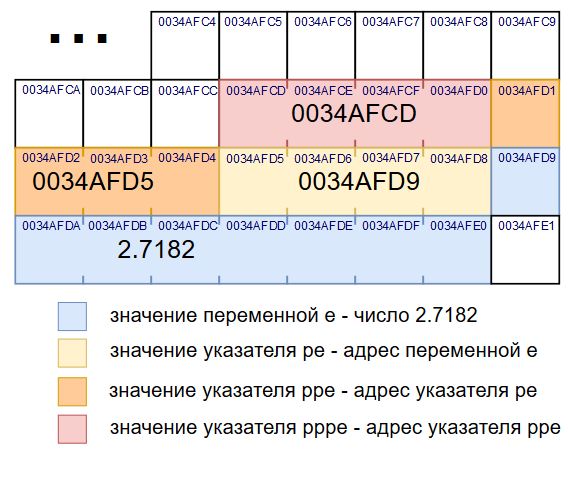 ...
0034AFC4 0034AFC5 0034AFC6 0034AFC7 0034AFC8 0034AFC9
0034AFCA 0034AFCB 0034AFCC 0034AFCD 0034AFCE 0034AFCF 0034AFD0 0034AFD1
0034AFCD
0034AFD2 0034AFD3 0034AFD4 0034AFD5 0034AFD6 0034AFD7 0034AFD8 0034AFD9
0034AFD5 0034AFD9
0034AFDA 0034AFDB 0034AFDC 0034AFDD 0034AFDE 0034AFDF 0034AFE0 0034AFE1
2.7182
значение переменной e - число 2.7182
значение указателя pe - адрес переменной e
значение указателя ppe - адрес указателя pe
значение указателя pppe - адрес указателя ppe